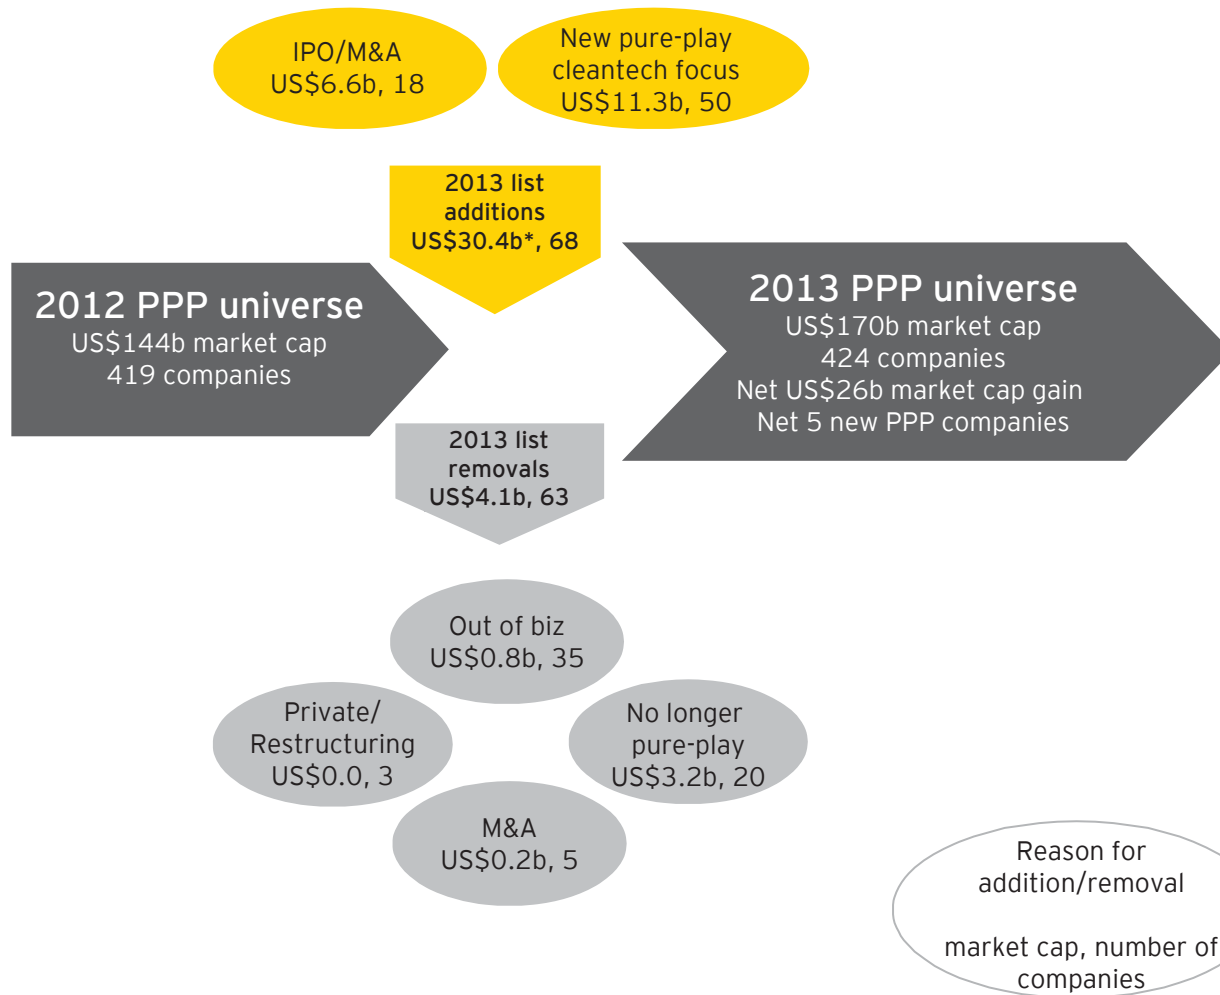 IPO/M&A
US$6.6b, 18
New pure-play
cleantech focus
US$11.3b, 50
2013 list
additions
US$30.4b*, 68
2012 PPP universe
US$144b market cap
419 companies
2013 PPP universe
US$170b market cap
424 companies
Net US$26b market cap gain
Net 5 new PPP companies
2013 list
removals
US$4.1b, 63
Out of biz
US$0.8b, 35
Private/
Restructuring
US$0.0, 3
No longer
pure-play
US$3.2b, 20
M&A
US$0.2b, 5
Reason for
addition/removal
market cap, number of
companies